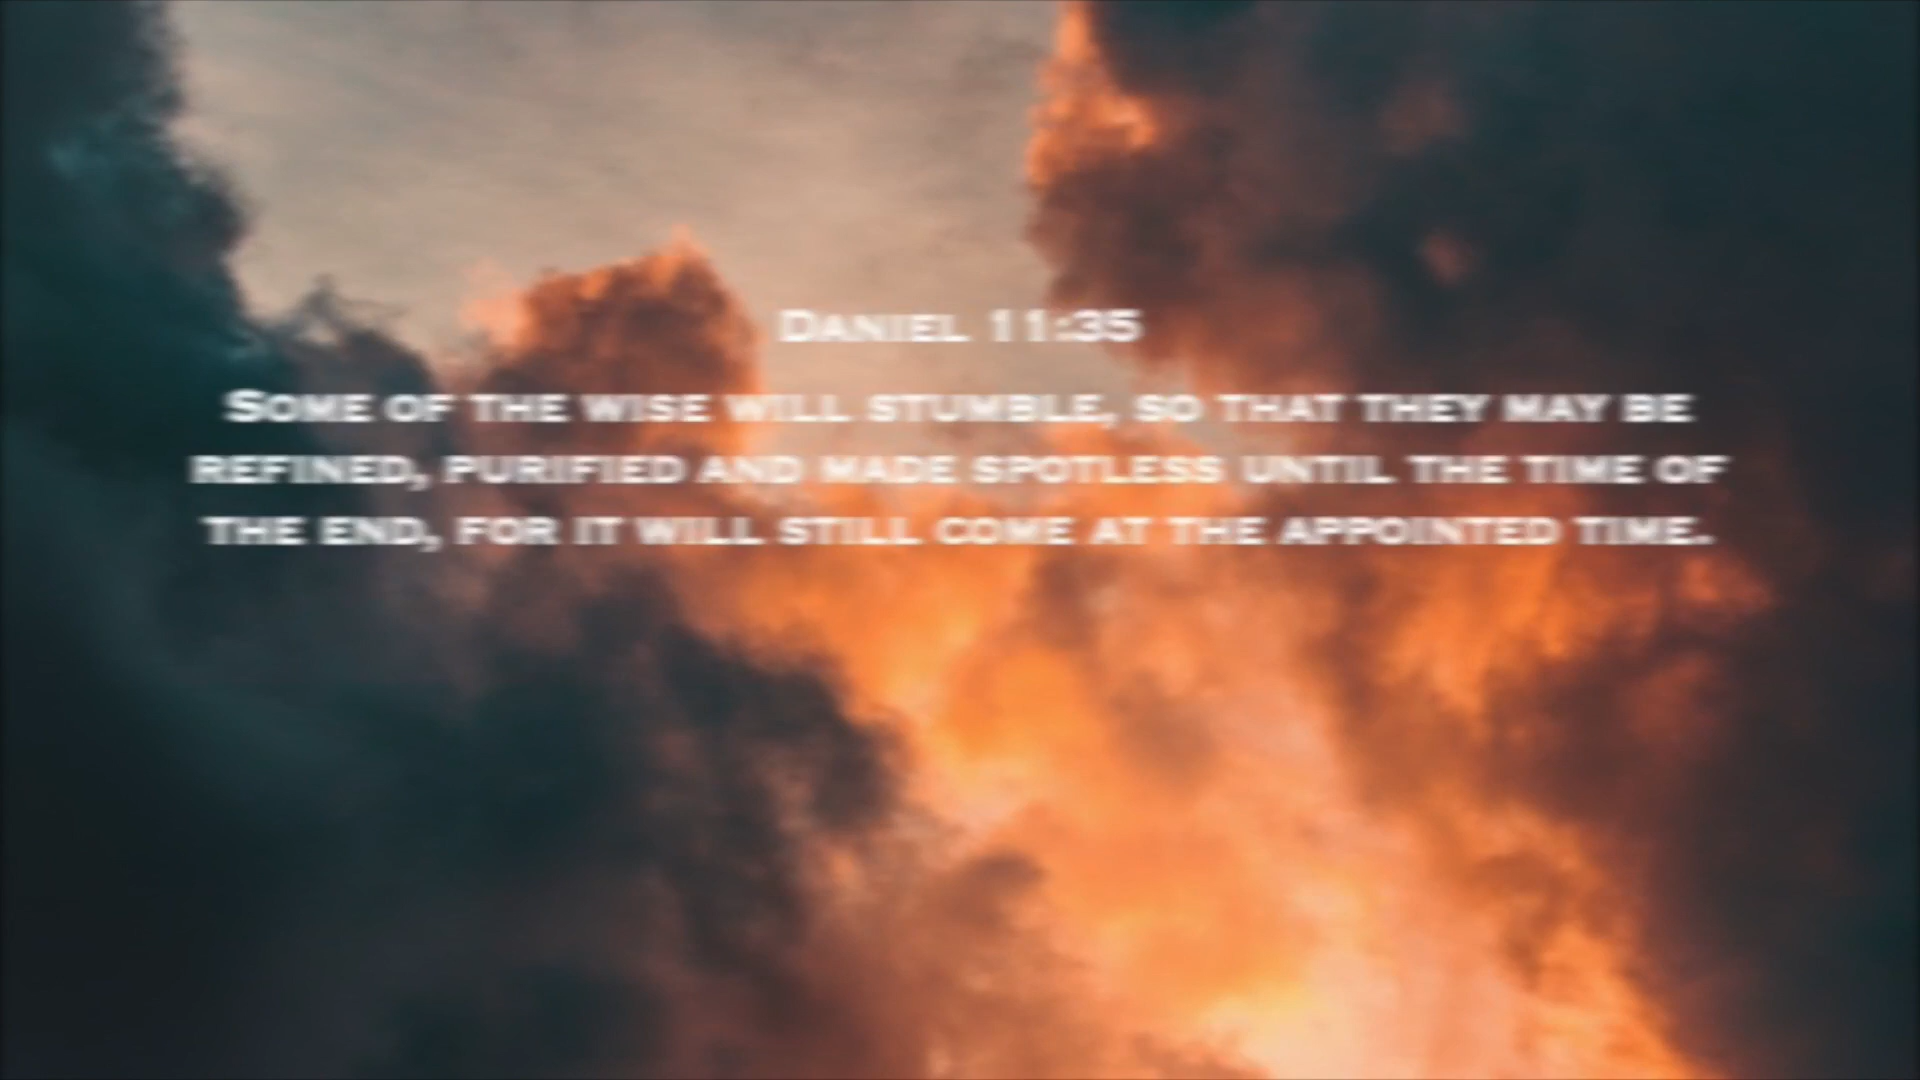 Daniel 11:35
Some of the wise will stumble, so that they may be
refined, purified and made spotless until the time of
the end, for it will still come at the appointed time.